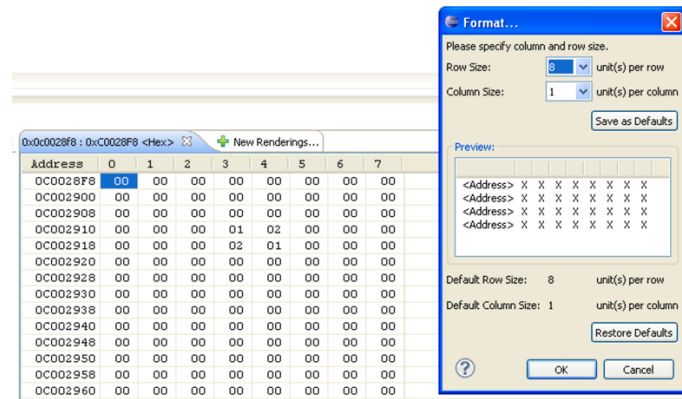 0x0c0028f8 : 0xC0028F8 <Hex>
New Renderings...
Address 0 1 2 3 4 5 6 7
0C0028F8 00 00 00 00 00 00 00 00
0C002900 00 00 00 00 00 00 00 00
0C002908 00 00 00 00 00 00 00 00
0C002910 00 00 00 01 02 00 00 00
0C002918 00 00 00 02 01 00 00 00
0C002920 00 00 00 00 00 00 00 00
0C002928 00 00 00 00 00 00 00 00
0C002930 00 00 00 00 00 00 00 00
0C002938 00 00 00 00 00 00 00 00
0C002940 00 00 00 00 00 00 00 00
0C002948 00 00 00 00 00 00 00 00
0C002950 00 00 00 00 00 00 00 00
0C002958 00 00 00 00 00 00 00 00
0C002960 00 00 00 00 00 00 00 00
Format...
Please specify column and row size.
Row Size: 8 unit(s) per row
Column Size: 1 unit(s) per column
Save as Defaults
Preview:
<Address> X X X X X X X X
<Address> X X X X X X X X
<Address> X X X X X X X X
<Address> X X X X X X X X
Default Row Size: 8 unit(s) per row
Default Column Size: 1 unit(s) per column
Restore Defaults
? OK Cancel